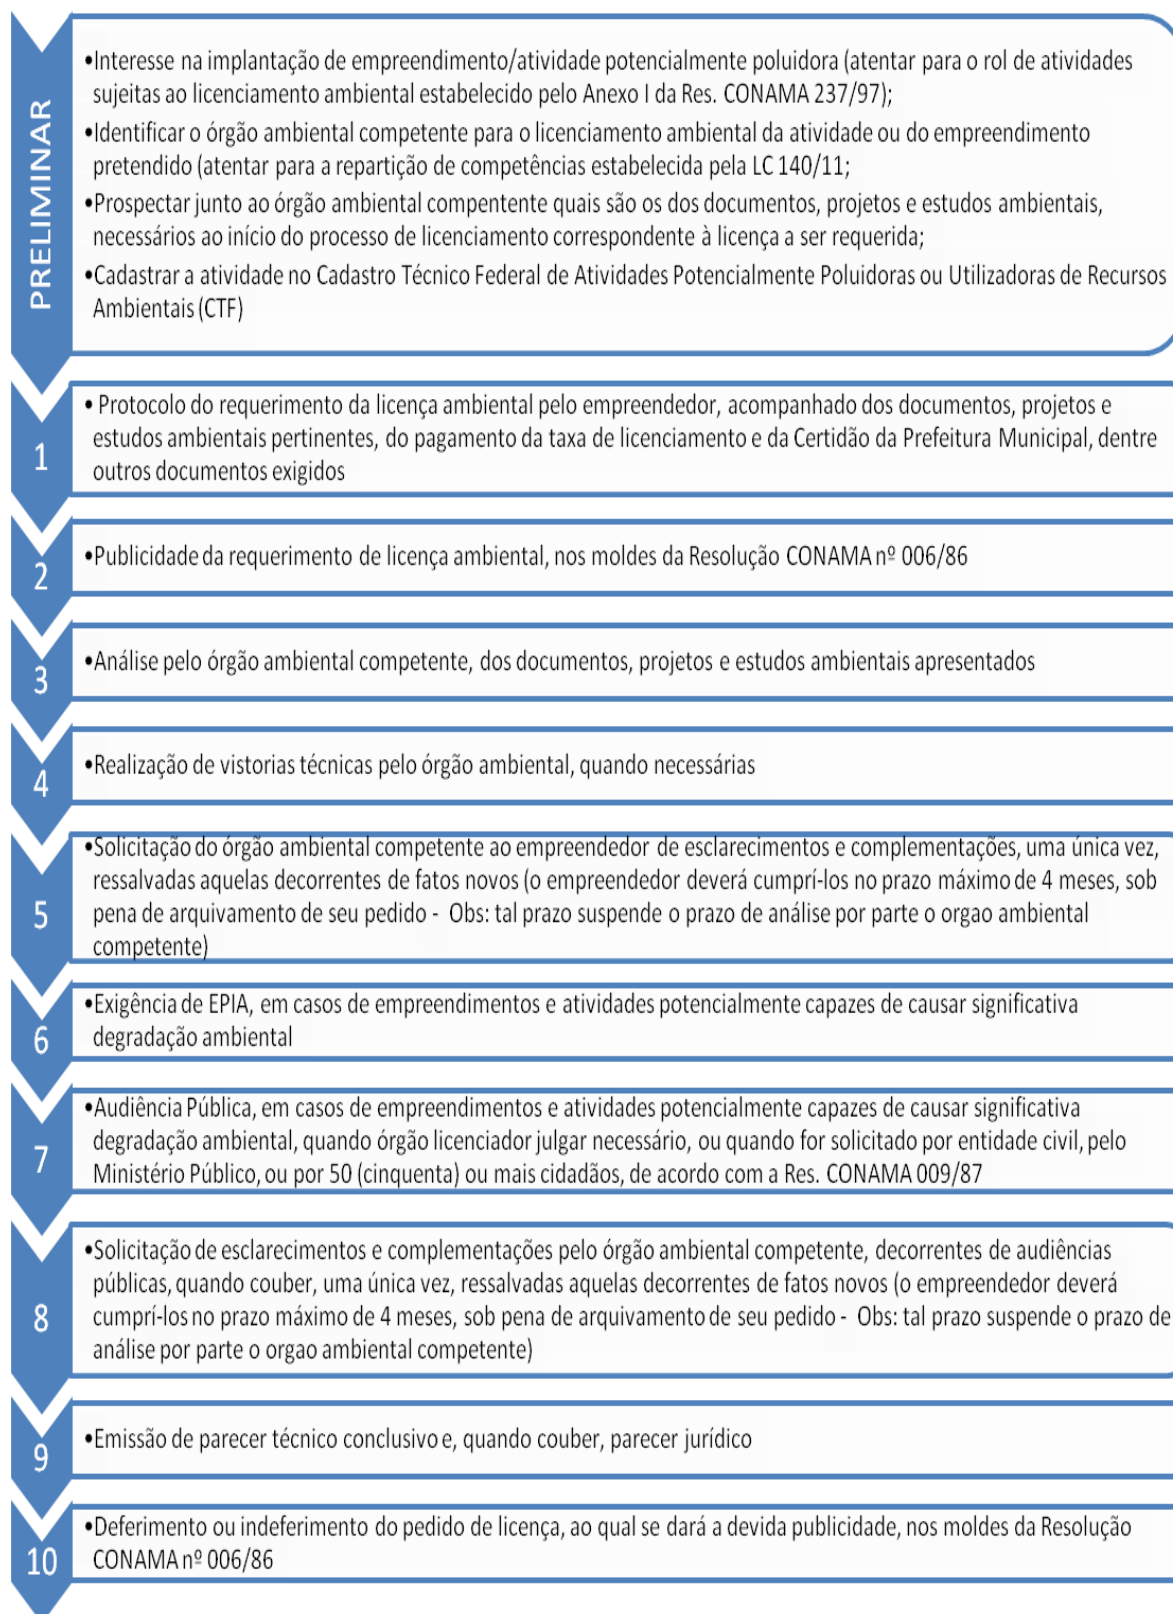 PRELIMINAR
•Interesse na implantação de empreendimento/atividade potencialmente poluidora (atentar para o rol de atividades
sujeitas ao licenciamento ambiental estabelecido pelo Anexo I da Res. CONAMA 237/97);
•Identificar o órgão ambiental competente para o licenciamento ambiental da atividade ou do empreendimento
pretendido (atentar para a repartição de competências estabelecida pela LC 140/11;
•Prospectar junto ao órgão ambiental compentente quais são os dos documentos, projetos e estudos ambientais,
necessários ao início do processo de licenciamento correspondente à licença a ser requerida;
•Cadastrar a atividade no Cadastro Técnico Federal de Atividades Potencialmente Poluidoras ou Utilizadoras de Recursos
Ambientais (CTF)
1
• Protocolo do requerimento da licença ambiental pelo empreendedor, acompanhado dos documentos, projetos e
estudos ambientais pertinentes, do pagamento da taxa de licenciamento e da Certidão da Prefeitura Municipal, dentre
outros documentos exigidos
2
•Publicidade da requerimento de licença ambiental, nos moldes da Resolução CONAMA nº 006/86
3
•Análise pelo órgão ambiental competente, dos documentos, projetos e estudos ambientais apresentados
4
•Realização de vistorias técnicas pelo órgão ambiental, quando necessárias
5
•Solicitação do órgão ambiental competente ao empreendedor de esclarecimentos e complementações, uma única vez,
ressalvadas aquelas decorrentes de fatos novos (o empreendedor deverá cumprí-los no prazo máximo de 4 meses, sob
pena de arquivamento de seu pedido - Obs: tal prazo suspende o prazo de análise por parte o orgao ambiental
competente)
6
•Exigência de EPIA, em casos de empreendimentos e atividades potencialmente capazes de causar significativa
degradação ambiental
7
•Audiência Pública, em casos de empreendimentos e atividades potencialmente capazes de causar significativa
degradação ambiental, quando órgão licenciador julgar necessário, ou quando for solicitado por entidade civil, pelo
Ministério Público, ou por 50 (cinquenta) ou mais cidadãos, de acordo com a Res. CONAMA 009/87
8
•Solicitação de esclarecimentos e complementações pelo órgão ambiental competente, decorrentes de audiências
públicas, quando couber, uma única vez, ressalvadas aquelas decorrentes de fatos novos (o empreendedor deverá
cumprí-los no prazo máximo de 4 meses, sob pena de arquivamento de seu pedido - Obs: tal prazo suspende o prazo de
análise por parte o orgao ambiental competente)
9
•Emissão de parecer técnico conclusivo e, quando couber, parecer jurídico
10
•Deferimento ou indeferimento do pedido de licença, ao qual se dará a devida publicidade, nos moldes da Resolução
CONAMA nº 006/86